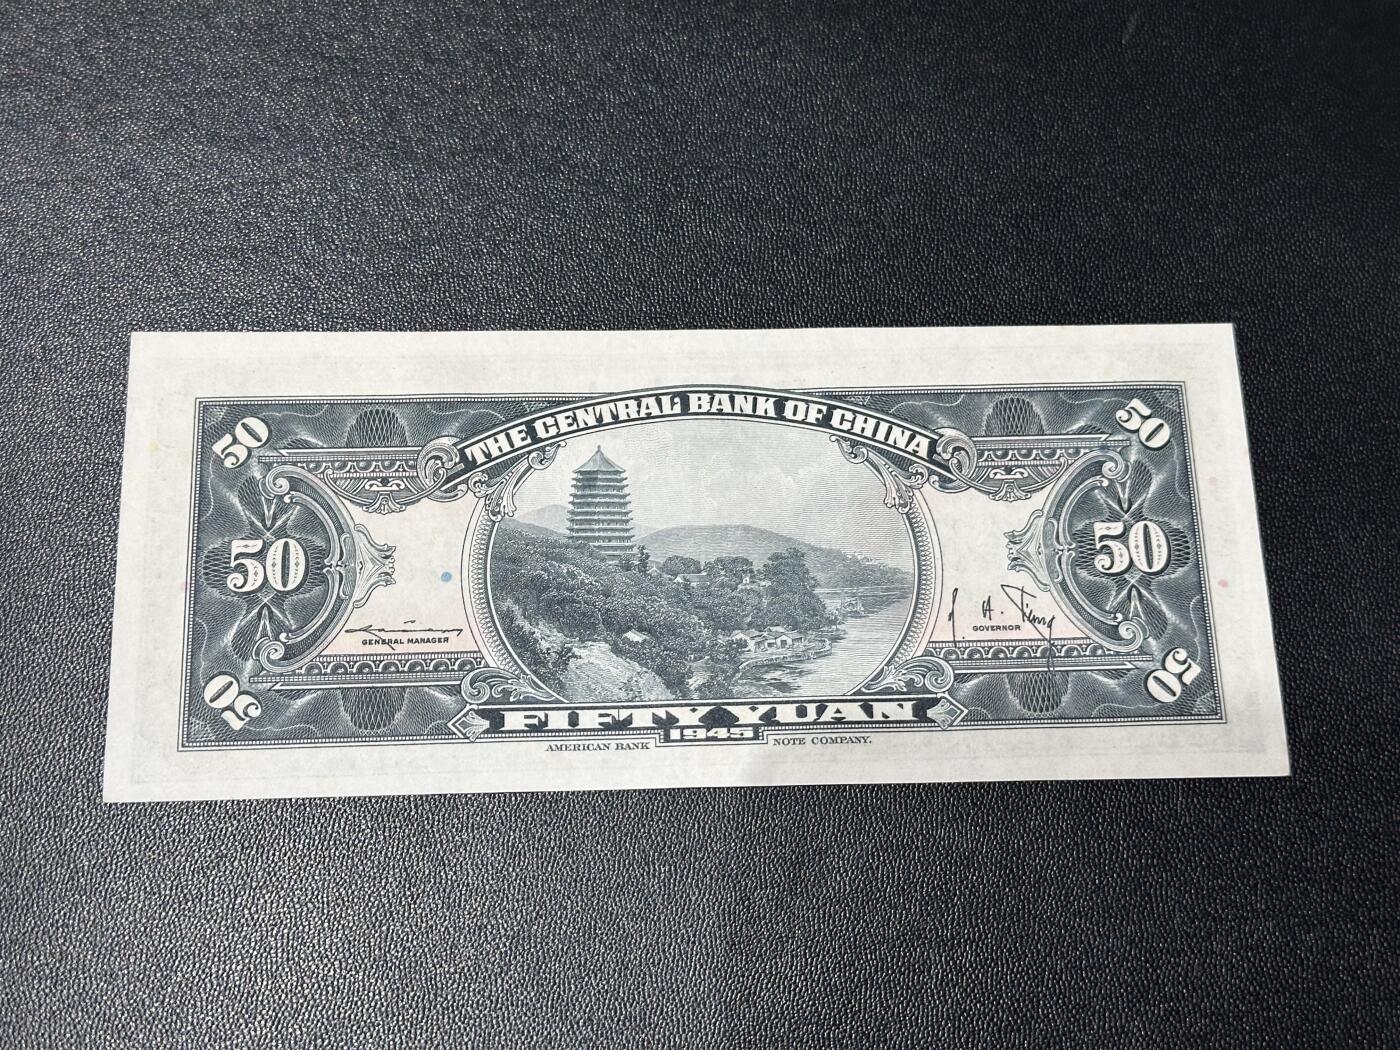 THE CENTRAL BANK OF CHINA
50
50
50
50
GENERAL MANAGER
GOVERNOR
50
50
FIFTY YUAN
1945
AMERICAN BANK NOTE COMPANY.